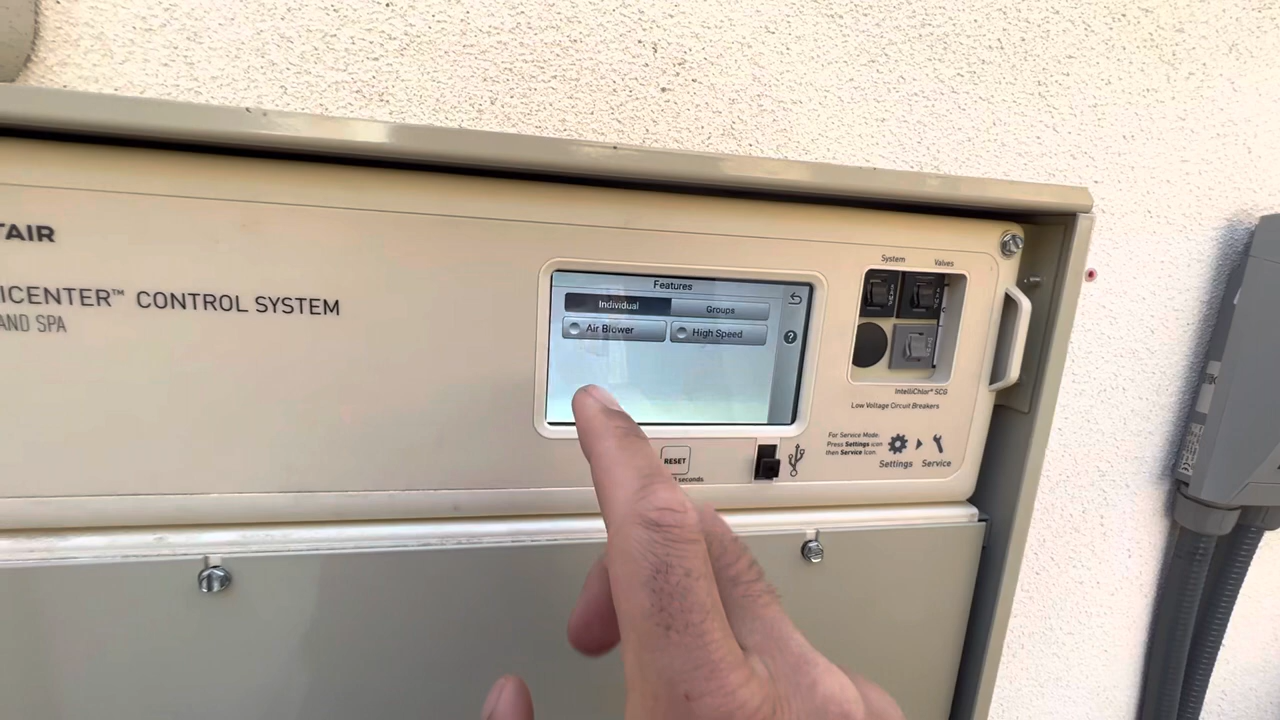 TAIR
ICENTER™ CONTROL SYSTEM
AND SPA
Features
Individual
Groups
Air Blower
High Speed
?
RESET
seconds
System
Valves
IntelliChlor® SCG
Low Voltage Circuit Breakers
For Service Mode:
Press Settings icon
then Service Icon.
Settings
Service